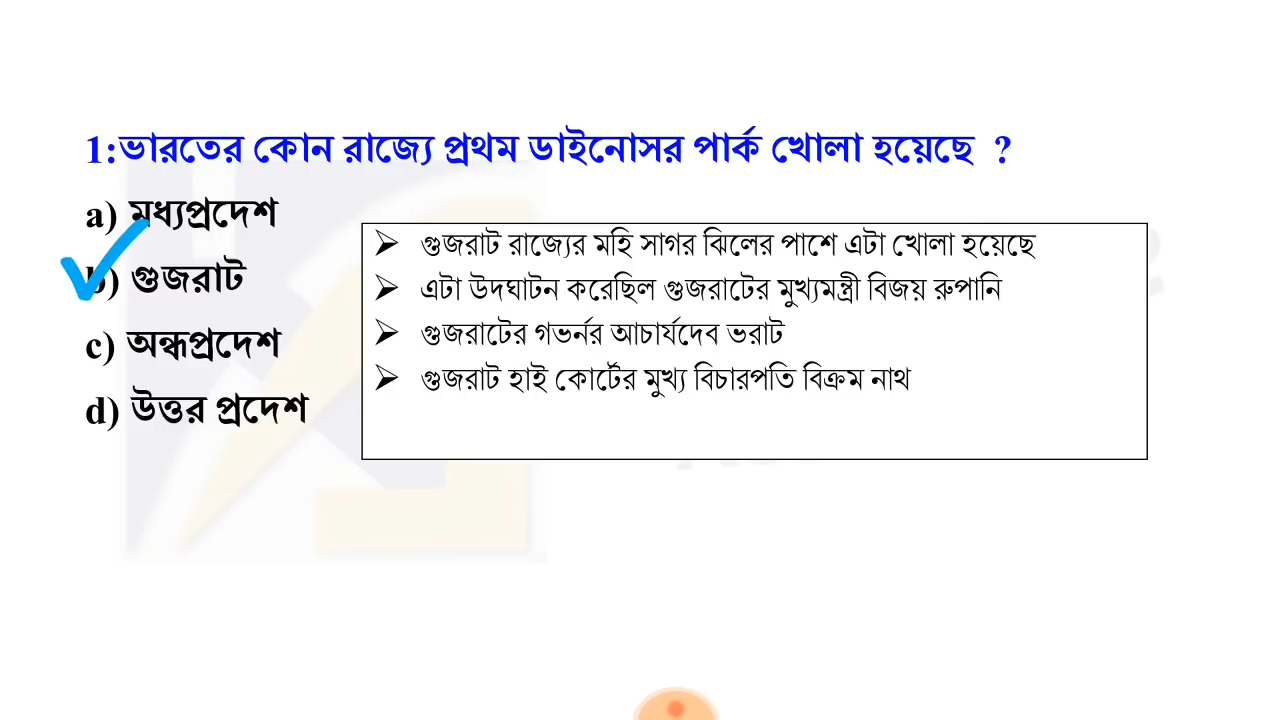 1:ভারতের কোন রাজ্যে প্রথম ডাইনোসর পার্ক খোলা হয়েছে ?
a) মধ্যপ্রদেশ
b) গুজরাট
c) অন্ধপ্রদেশ
d) উত্তর প্রদেশ
➢ গুজরাট রাজ্যের মহি সাগর ঝিলের পাশে এটা খোলা হয়েছে
➢ এটা উদঘাটন করেছিল গুজরাটের মুখ্যমন্ত্রী বিজয় রুপানি
➢ গুজরাটের গভর্নর আচার্যদেব ভরাট
➢ গুজরাট হাই কোর্টের মুখ্য বিচারপতি বিক্রম নাথ